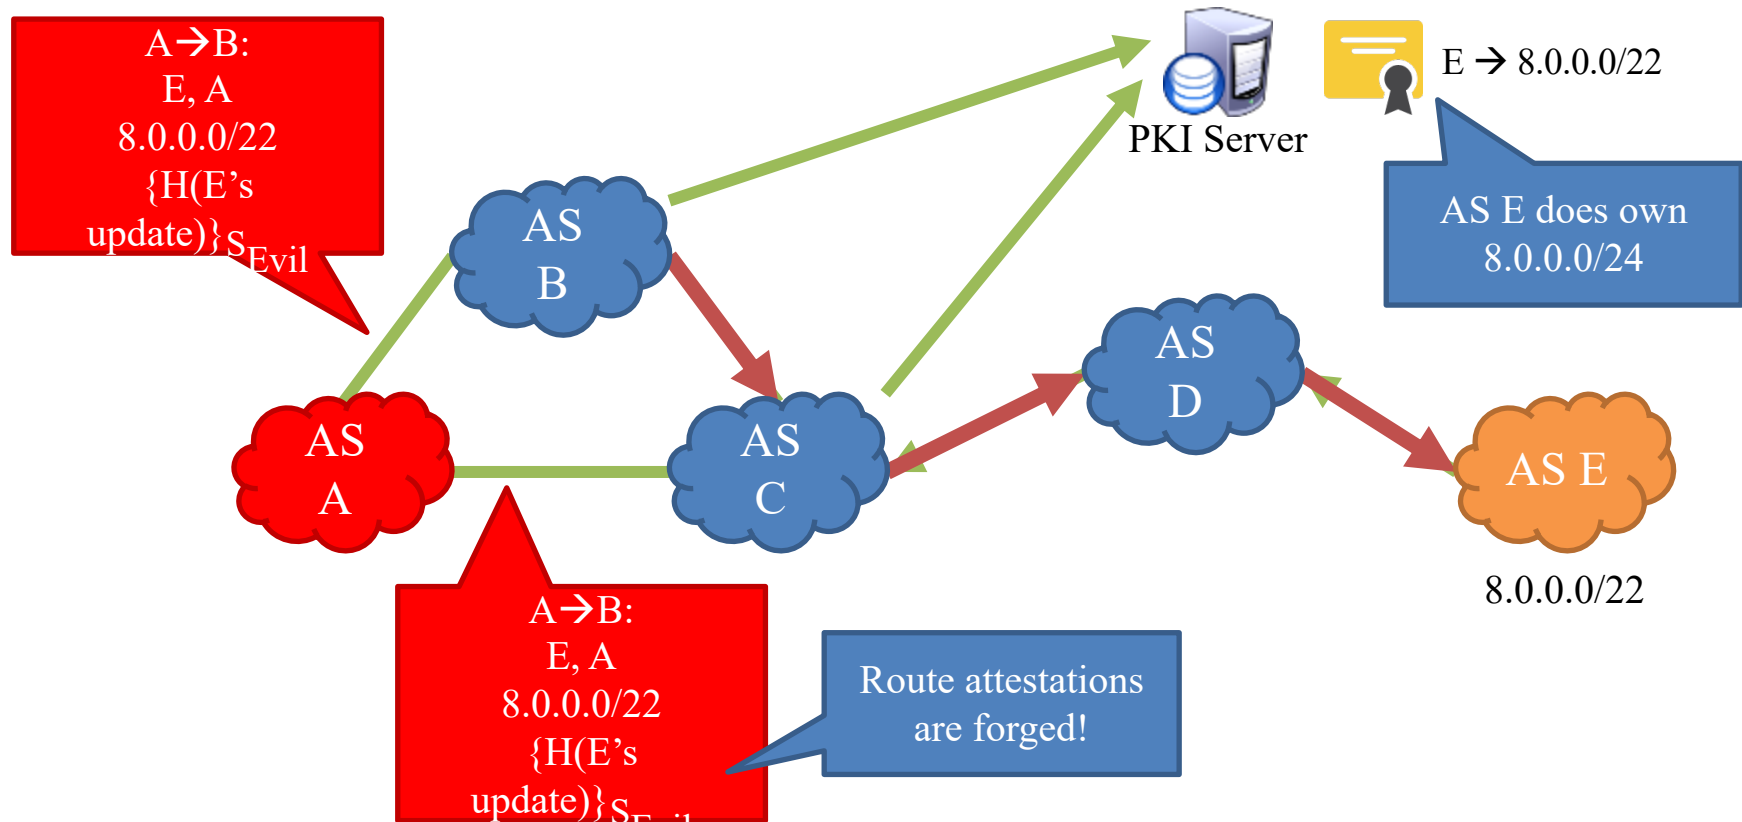 A→B:
E, A
8.0.0.0/22
{H(E’s
update)}SEvil
PKI Server
E → 8.0.0.0/22
AS E does own
8.0.0.0/24
AS
B
AS
D
AS
A
AS
C
AS E
8.0.0.0/22
A→B:
E, A
8.0.0.0/22
{H(E’s
update)}SEvil
Route attestations
are forged!